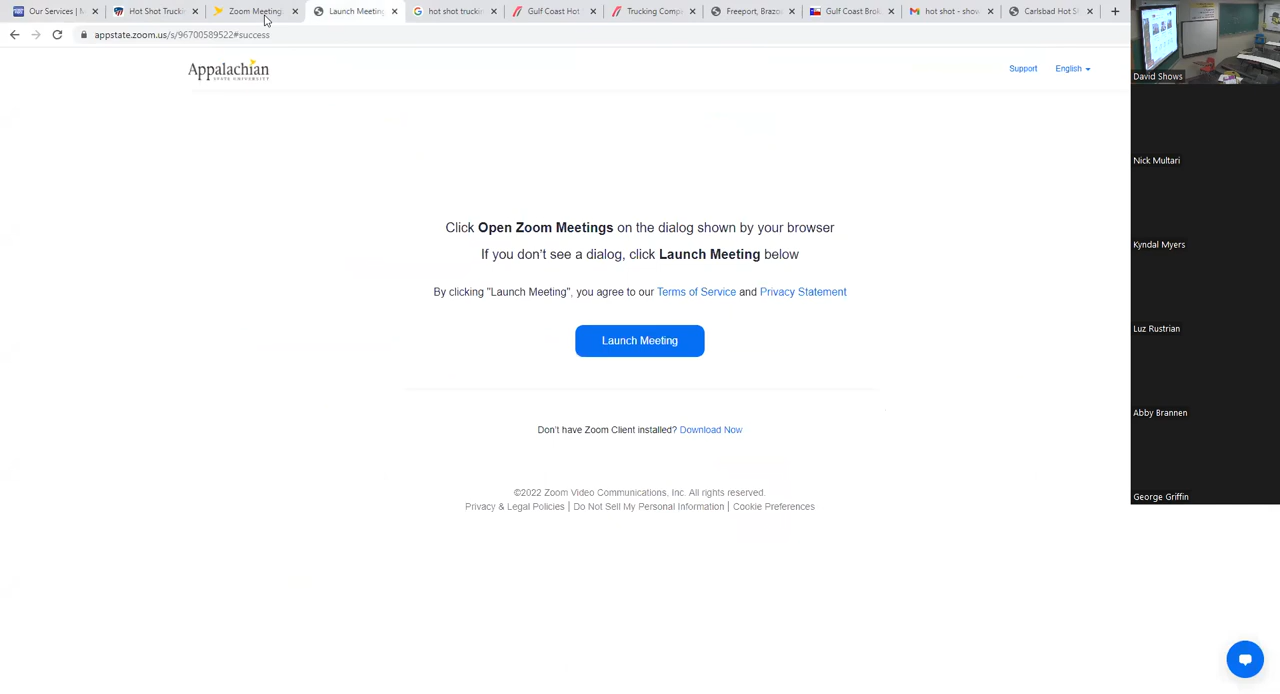 Our Services | M
Hot Shot Truckin
Zoom Meeting
Launch Meeting
hot shot truckin
Gulf Coast Hot
Trucking Compa
Freeport, Brazo
Gulf Coast Brok
hot shot - show
Carlsbad Hot S
appstate.zoom.us/s/96700589522#success
Appalachian
STATE UNIVERSITY
Support
English
David Shows
Nick Multari
Kyndal Myers
Luz Rustrian
Abby Brannen
George Griffin
Click Open Zoom Meetings on the dialog shown by your browser
If you don't see a dialog, click Launch Meeting below
By clicking "Launch Meeting", you agree to our Terms of Service and Privacy Statement
Launch Meeting
Don't have Zoom Client installed? Download Now
©2022 Zoom Video Communications, Inc. All rights reserved.
Privacy & Legal Policies | Do Not Sell My Personal Information | Cookie Preferences